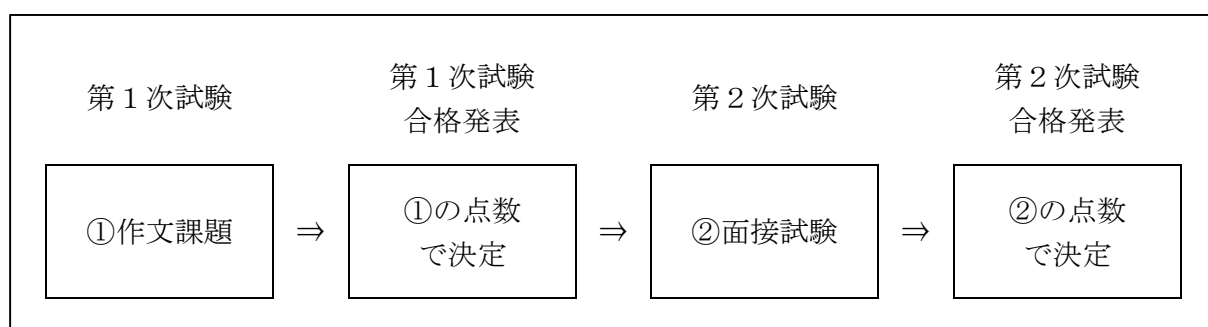 第１次試験
第１次試験
合格発表
第２次試験
第２次試験
合格発表
①作文課題
⇒
①の点数
で決定
⇒
②面接試験
⇒
②の点数
で決定